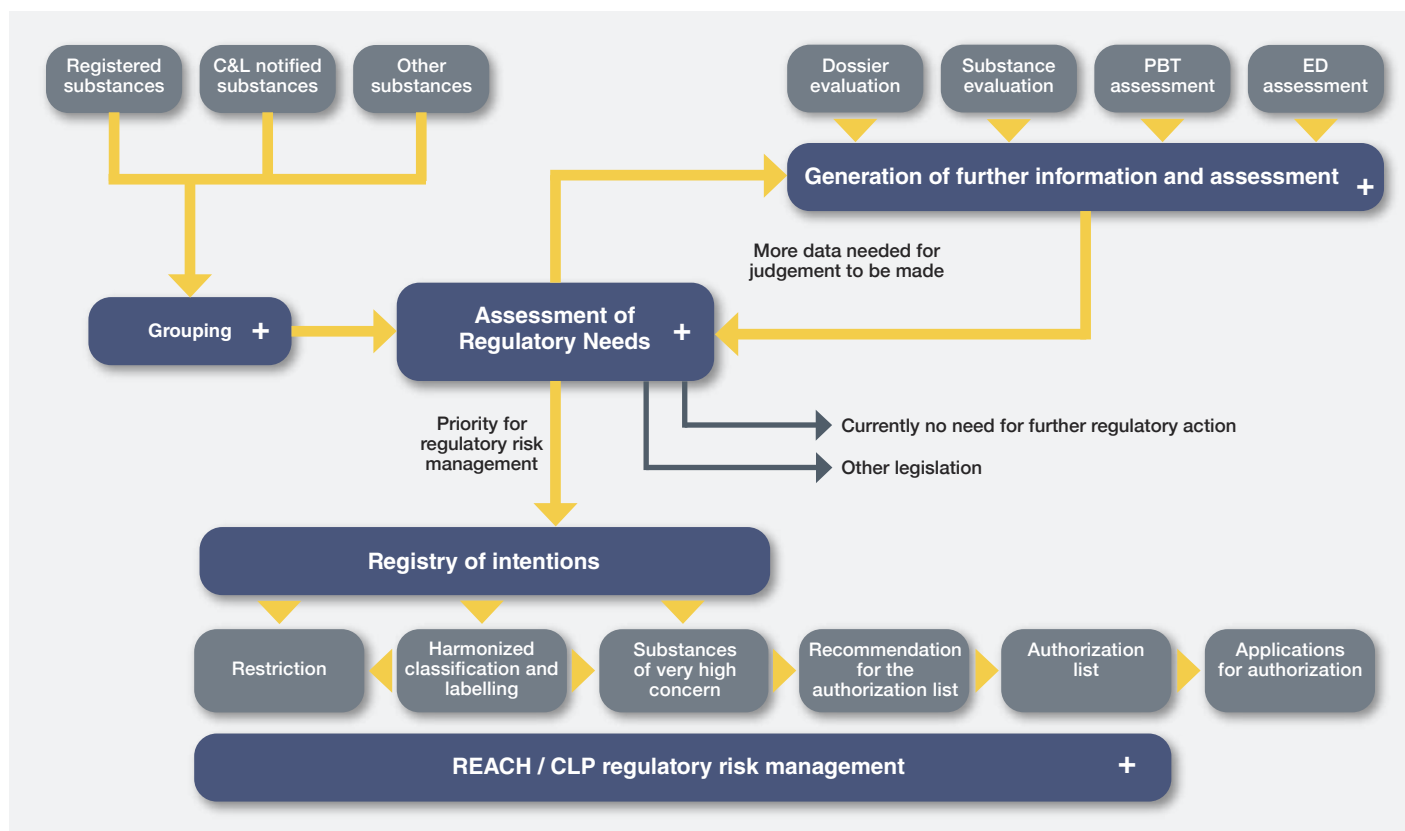 Registered
substances
C&L notified
substances
Other
substances
Dossier
evaluation
Substance
evaluation
PBT
assessment
ED
assessment
Generation of further information and assessment +
More data needed for
judgement to be made
Grouping +
Assessment of
Regulatory Needs +
Priority for
regulatory risk
management
Currently no need for further regulatory action
Other legislation
Registry of intentions
Restriction
Harmonized
classification and
labelling
Substances
of very high
concern
Recommendation
for the
authorization list
Authorization
list
Applications
for authorization
REACH / CLP regulatory risk management +